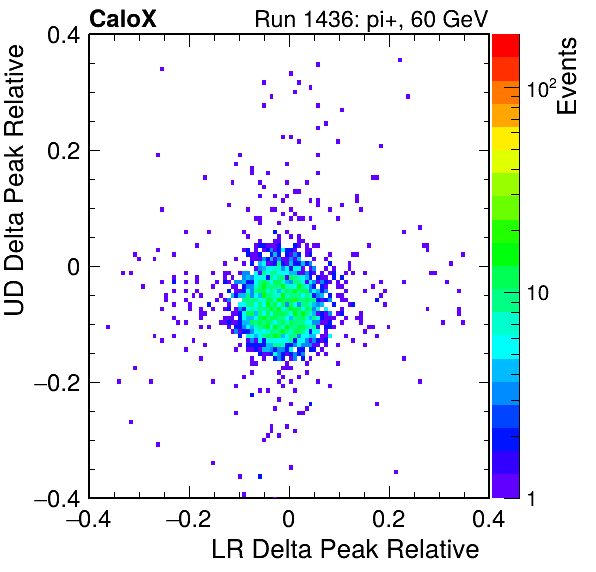 CaloX Run 1436: pi+, 60 GeV
UD Delta Peak Relative
0.4
0.2
0
−0.2
−0.4
−0.4 −0.2 0 0.2 0.4
LR Delta Peak Relative
Events
10²
10
1